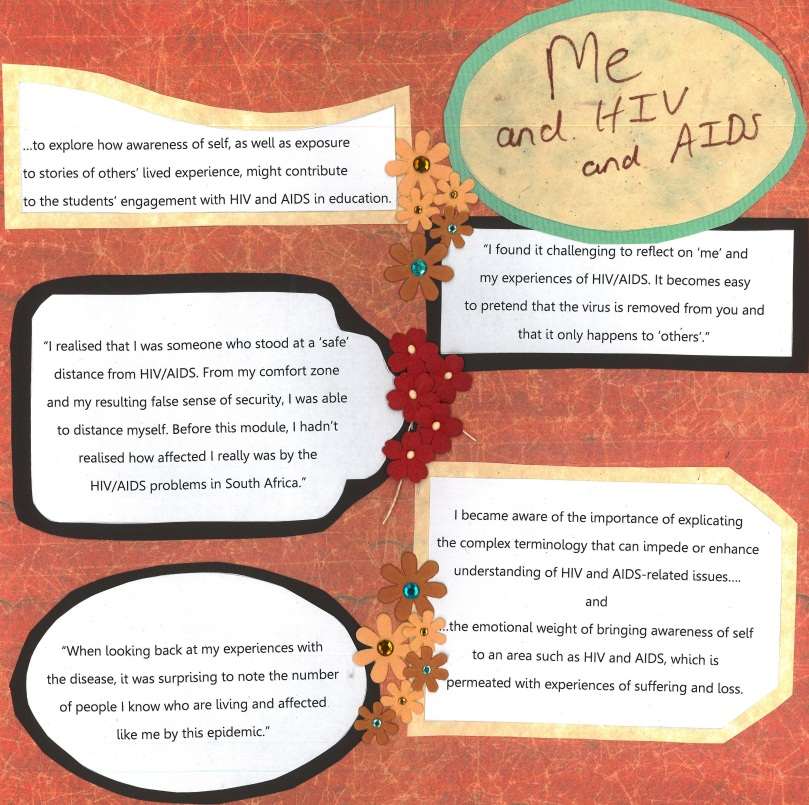 Me
and HIV
and AIDS
...to explore how awareness of self, as well as exposure
to stories of others' lived experience, might contribute
to the students' engagement with HIV and AIDS in education.
"I found it challenging to reflect on 'me' and
my experiences of HIV/AIDS. It becomes easy
to pretend that the virus is removed from you and
that it only happens to 'others'."
"I realised that I was someone who stood at a 'safe'
distance from HIV/AIDS. From my comfort zone
and my resulting false sense of security, I was able
to distance myself. Before this module, I hadn't
realised how affected I really was by the
HIV/AIDS problems in South Africa."
I became aware of the importance of explicating
the complex terminology that can impede or enhance
understanding of HIV and AIDS-related issues....
and
...the emotional weight of bringing awareness of self
to an area such as HIV and AIDS, which is
permeated with experiences of suffering and loss.
"When looking back at my experiences with
the disease, it was surprising to note the number
of people I know who are living and affected
like me by this epidemic."